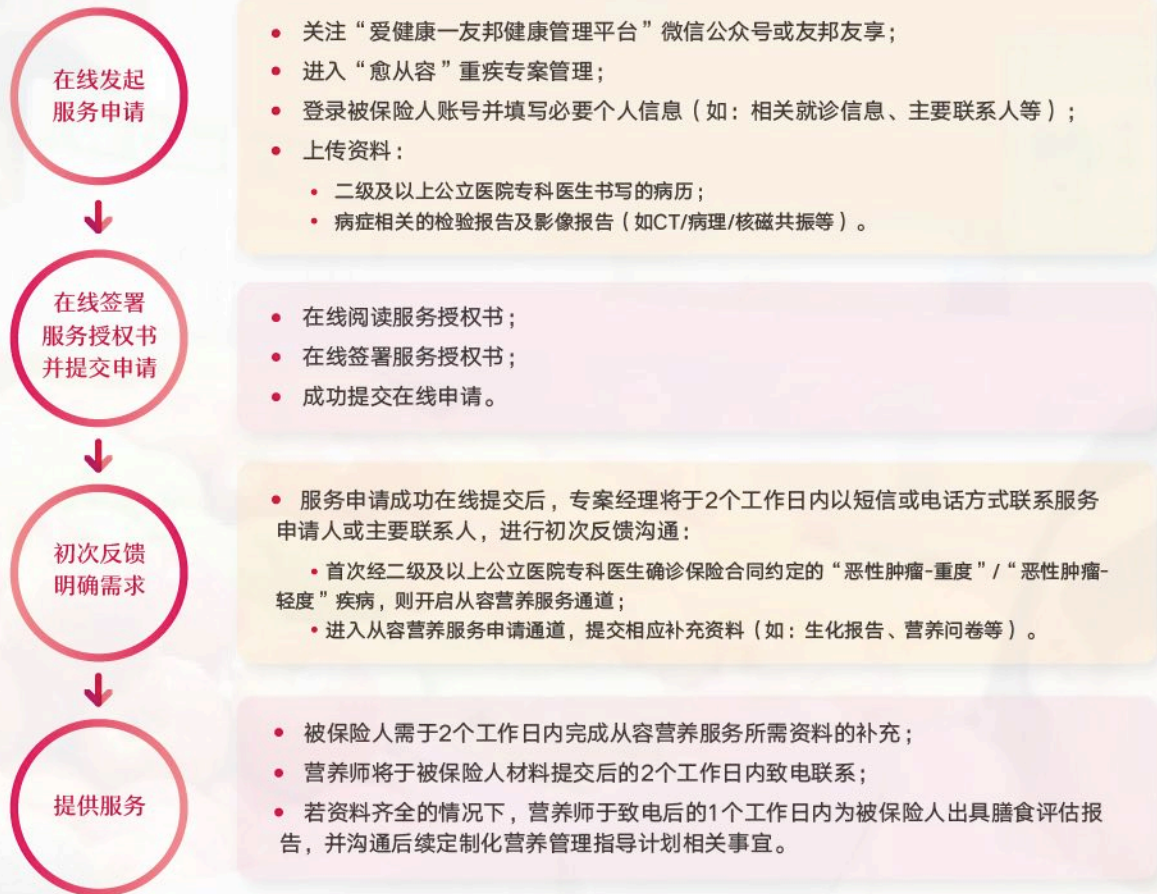 在线发起
服务申请
• 关注“爱健康一友邦健康管理平台”微信公众号或友邦友享；
• 进入“愈从容”重疾专案管理；
• 登录被保险人账号并填写必要个人信息（如：相关就诊信息、主要联系人等）；
• 上传资料：
• 二级及以上公立医院专科医生书写的病历；
• 病症相关的检验报告及影像报告（如CT/病理/核磁共振等）。
在线签署
服务授权书
并提交申请
• 在线阅读服务授权书；
• 在线签署服务授权书；
• 成功提交在线申请。
初次反馈
明确需求
• 服务申请成功在线提交后，专案经理将于2个工作日内以短信或电话方式联系服务
申请人或主要联系人，进行初次反馈沟通：
• 首次经二级及以上公立医院专科医生确诊保险合同约定的“恶性肿瘤-重度”/“恶性肿瘤-
轻度”疾病，则开启从容营养服务通道；
• 进入从容营养服务申请通道，提交相应补充资料（如：生化报告、营养问卷等）。
提供服务
• 被保险人需于2个工作日内完成从容营养服务所需资料的补充；
• 营养师将于被保险人材料提交后的2个工作日内致电联系；
• 若资料齐全的情况下，营养师于致电后的1个工作日内为被保险人出具膳食评估报
告，并沟通后续定制化营养管理指导计划相关事宜。